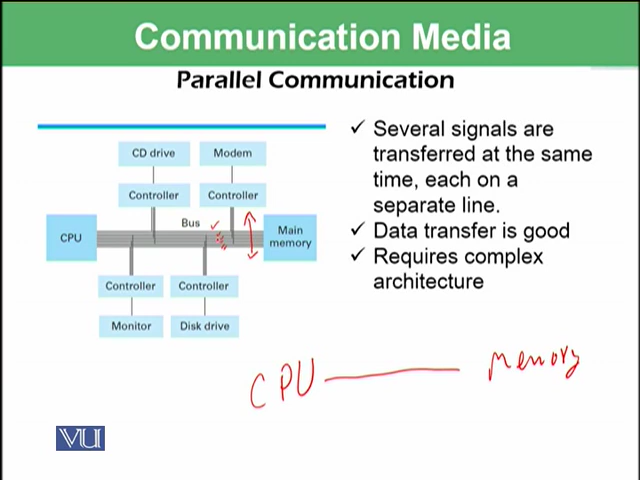 Communication Media
Parallel Communication
CD drive
Modem
Controller
Controller
Bus
CPU
Main
memory
Controller
Controller
Monitor
Disk drive
✓ Several signals are
transferred at the same
time, each on a
separate line.
✓ Data transfer is good
✓ Requires complex
architecture
CPU
memory
VU